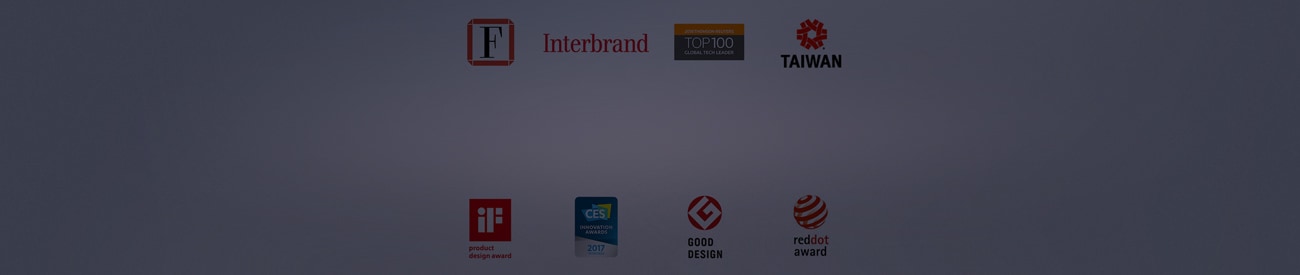 F
Interbrand
TOP100
GLOBAL TECH LEADER
TAIWAN
iF
product
design award
CES
INNOVATION
AWARDS
2017
GOOD
DESIGN
reddot
award